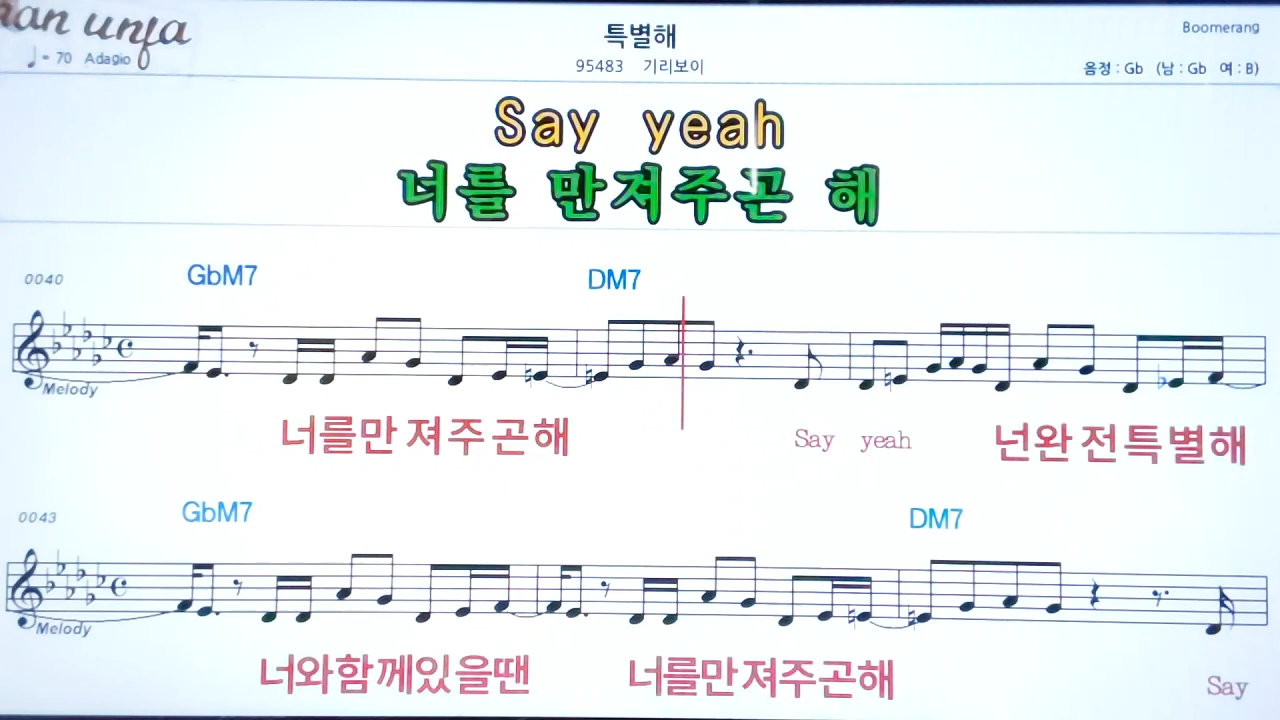 특별해
Boomerang
♩= 70 Adagio
95483 기리보이
음정 : Gb (남 : Gb 여 : B)
Say yeah
너를 만져주곤 해
0040
GbM7 DM7
Melody
너를만 져주 곤해 Say yeah 넌완 전특별해
0043
GbM7 DM7
Melody
너와함께있을땐 너를만져주곤해 Say